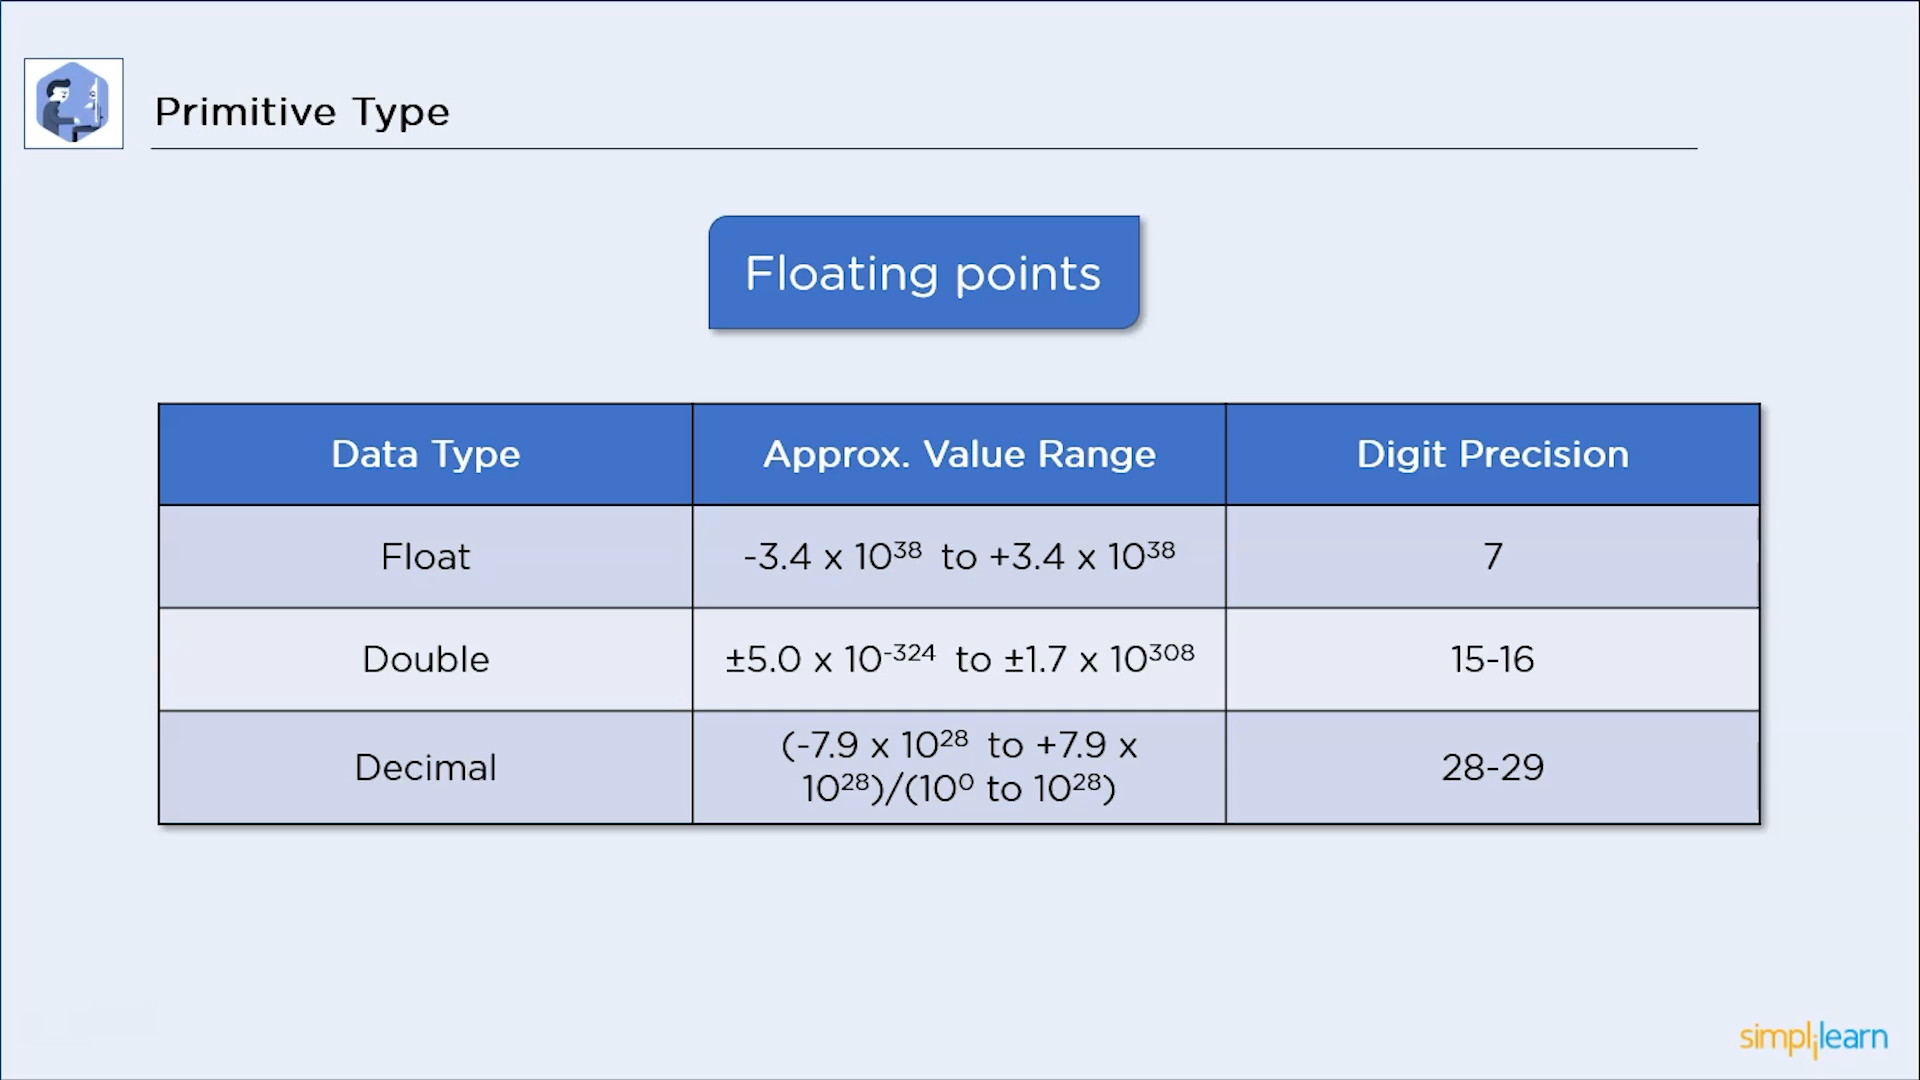 Primitive Type
Floating points
Data Type Approx. Value Range Digit Precision
Float -3.4 x 10³⁸ to +3.4 x 10³⁸ 7
Double ±5.0 x 10⁻³²⁴ to ±1.7 x 10³⁰⁸ 15-16
Decimal (-7.9 x 10²⁸ to +7.9 x
10²⁸)/(10⁰ to 10²⁸) 28-29
simplilearn